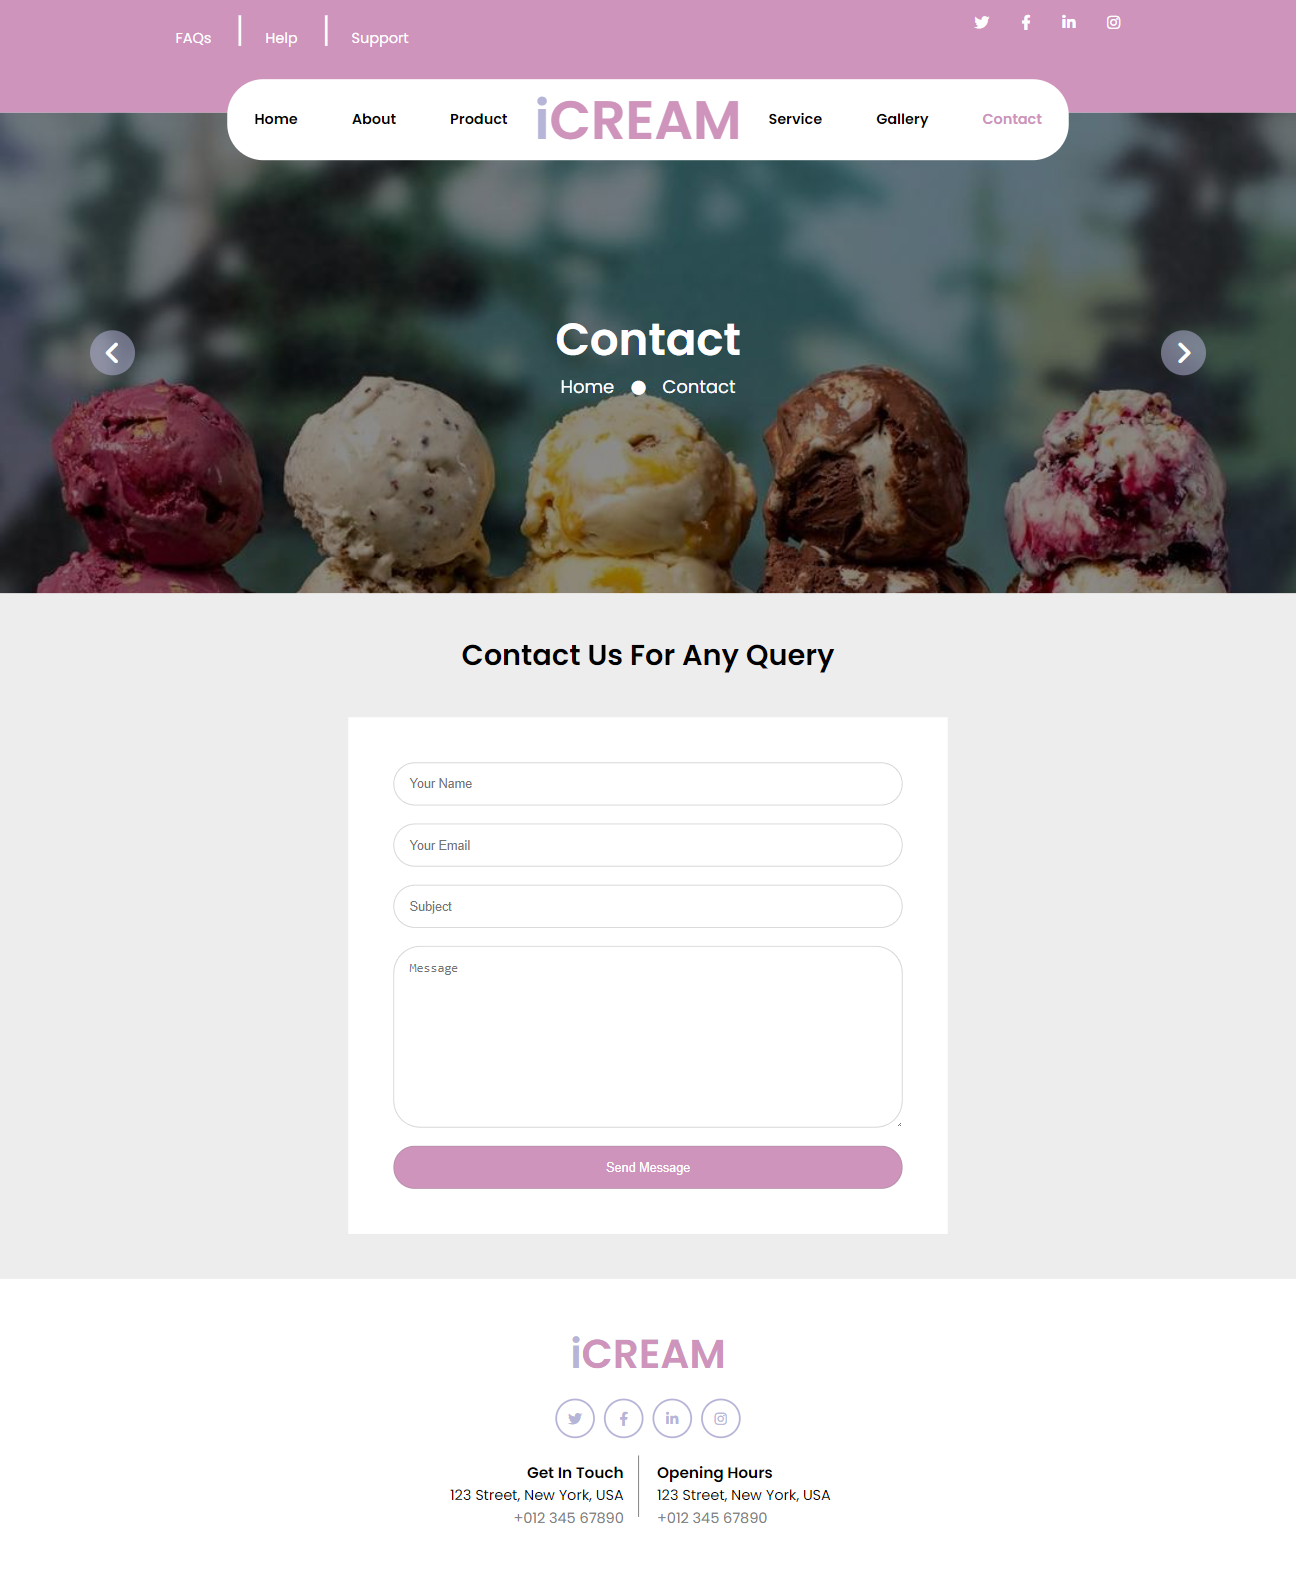 FAQs Help Support
Home About Product iCREAM Service Gallery Contact
Contact
Home Contact
Contact Us For Any Query
Your Name
Your Email
Subject
Message
Send Message
iCREAM
Get In Touch
123 Street, New York, USA
+012 345 67890
Opening Hours
123 Street, New York, USA
+012 345 67890